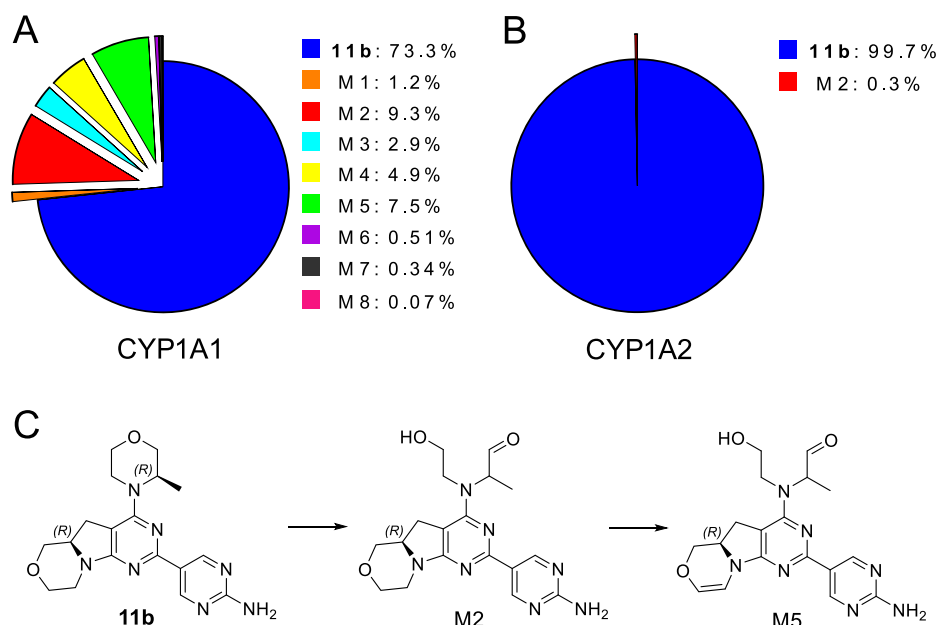 A
11b: 73.3%
M1: 1.2%
M2: 9.3%
M3: 2.9%
M4: 4.9%
M5: 7.5%
M6: 0.51%
M7: 0.34%
M8: 0.07%
CYP1A1
B
11b: 99.7%
M2: 0.3%
CYP1A2
C
O
(R)
N
(R)
N
N
N
O
N
N
NH2
11b
HO
O
N
(R)
N
N
N
O
N
N
NH2
M2
HO
O
N
(R)
N
N
N
O
N
N
NH2
M5